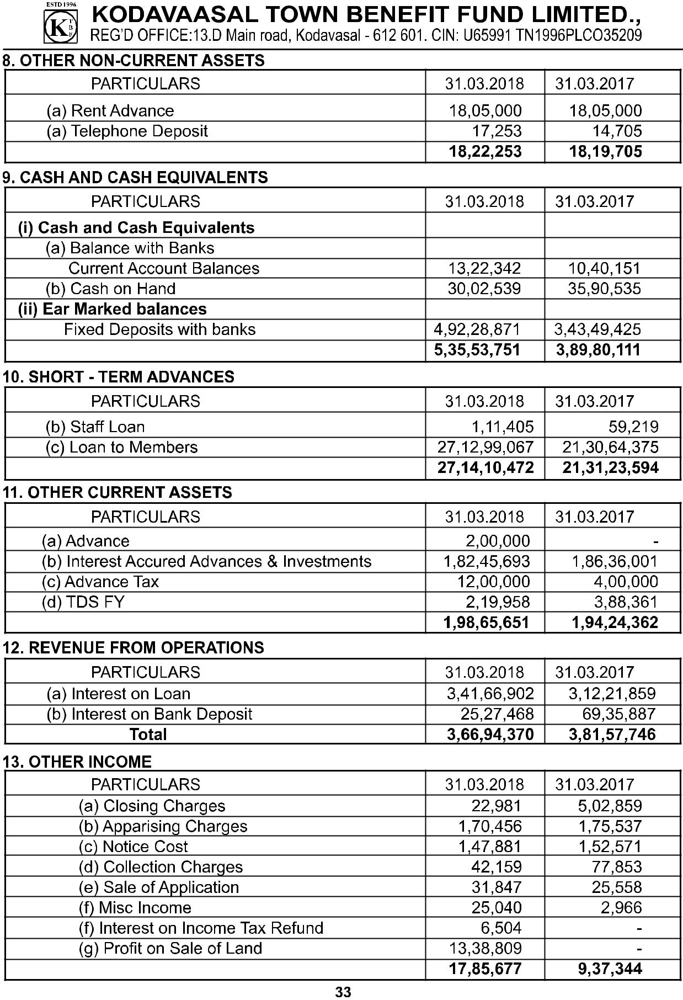 ESTD 1996
K T B F
KODAVAASAL TOWN BENEFIT FUND LIMITED.,
REG'D OFFICE:13.D Main road, Kodavasal - 612 601. CIN: U65991 TN1996PLCO35209
8. OTHER NON-CURRENT ASSETS
PARTICULARS 31.03.2018 31.03.2017
(a) Rent Advance 18,05,000 18,05,000
(a) Telephone Deposit 17,253 14,705
18,22,253 18,19,705
9. CASH AND CASH EQUIVALENTS
PARTICULARS 31.03.2018 31.03.2017
(i) Cash and Cash Equivalents
(a) Balance with Banks
Current Account Balances 13,22,342 10,40,151
(b) Cash on Hand 30,02,539 35,90,535
(ii) Ear Marked balances
Fixed Deposits with banks 4,92,28,871 3,43,49,425
5,35,53,751 3,89,80,111
10. SHORT - TERM ADVANCES
PARTICULARS 31.03.2018 31.03.2017
(b) Staff Loan 1,11,405 59,219
(c) Loan to Members 27,12,99,067 21,30,64,375
27,14,10,472 21,31,23,594
11. OTHER CURRENT ASSETS
PARTICULARS 31.03.2018 31.03.2017
(a) Advance 2,00,000 -
(b) Interest Accured Advances & Investments 1,82,45,693 1,86,36,001
(c) Advance Tax 12,00,000 4,00,000
(d) TDS FY 2,19,958 3,88,361
1,98,65,651 1,94,24,362
12. REVENUE FROM OPERATIONS
PARTICULARS 31.03.2018 31.03.2017
(a) Interest on Loan 3,41,66,902 3,12,21,859
(b) Interest on Bank Deposit 25,27,468 69,35,887
Total 3,66,94,370 3,81,57,746
13. OTHER INCOME
PARTICULARS 31.03.2018 31.03.2017
(a) Closing Charges 22,981 5,02,859
(b) Apparising Charges 1,70,456 1,75,537
(c) Notice Cost 1,47,881 1,52,571
(d) Collection Charges 42,159 77,853
(e) Sale of Application 31,847 25,558
(f) Misc Income 25,040 2,966
(f) Interest on Income Tax Refund 6,504 -
(g) Profit on Sale of Land 13,38,809 -
17,85,677 9,37,344
33